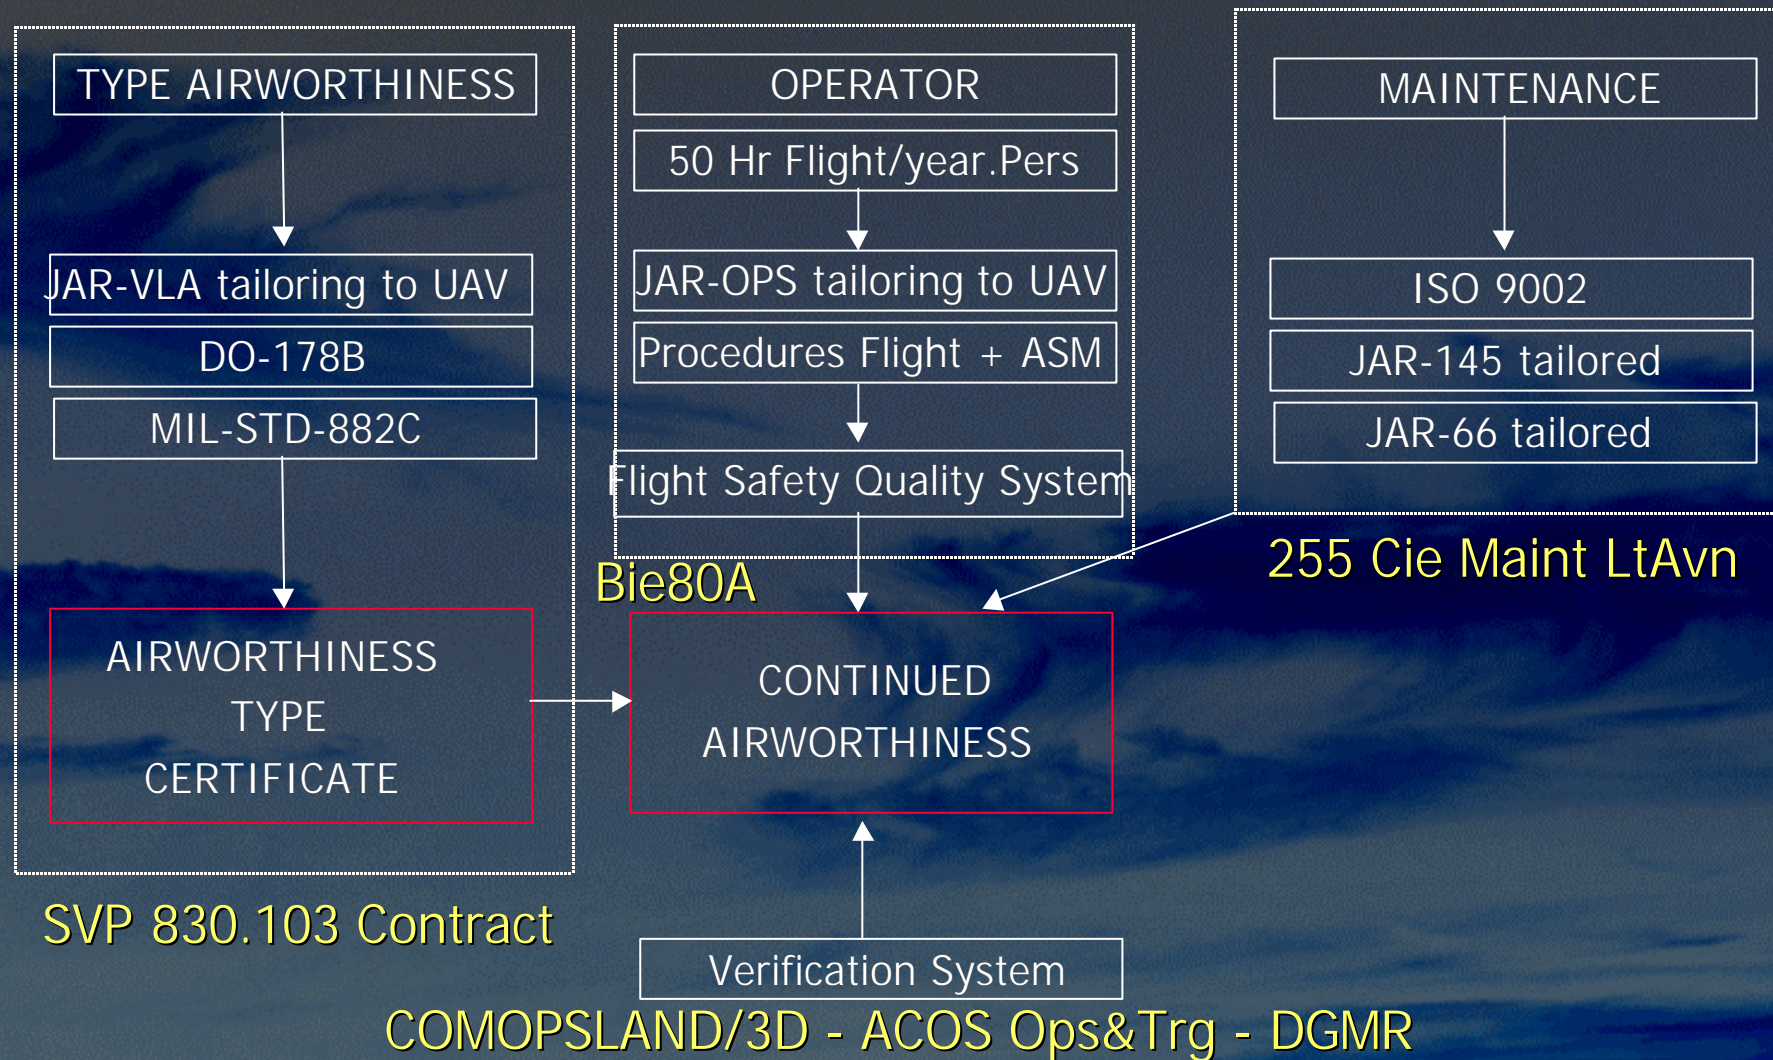 TYPE AIRWORTHINESS
JAR-VLA tailoring to UAV
DO-178B
MIL-STD-882C
AIRWORTHINESS
TYPE
CERTIFICATE
SVP 830.103 Contract
OPERATOR
50 Hr Flight/year.Pers
JAR-OPS tailoring to UAV
Procedures Flight + ASM
Flight Safety Quality System
Bie80A
CONTINUED
AIRWORTHINESS
Verification System
COMOPSLAND/3D - ACOS Ops&Trg - DGMR
MAINTENANCE
ISO 9002
JAR-145 tailored
JAR-66 tailored
255 Cie Maint LtAvn